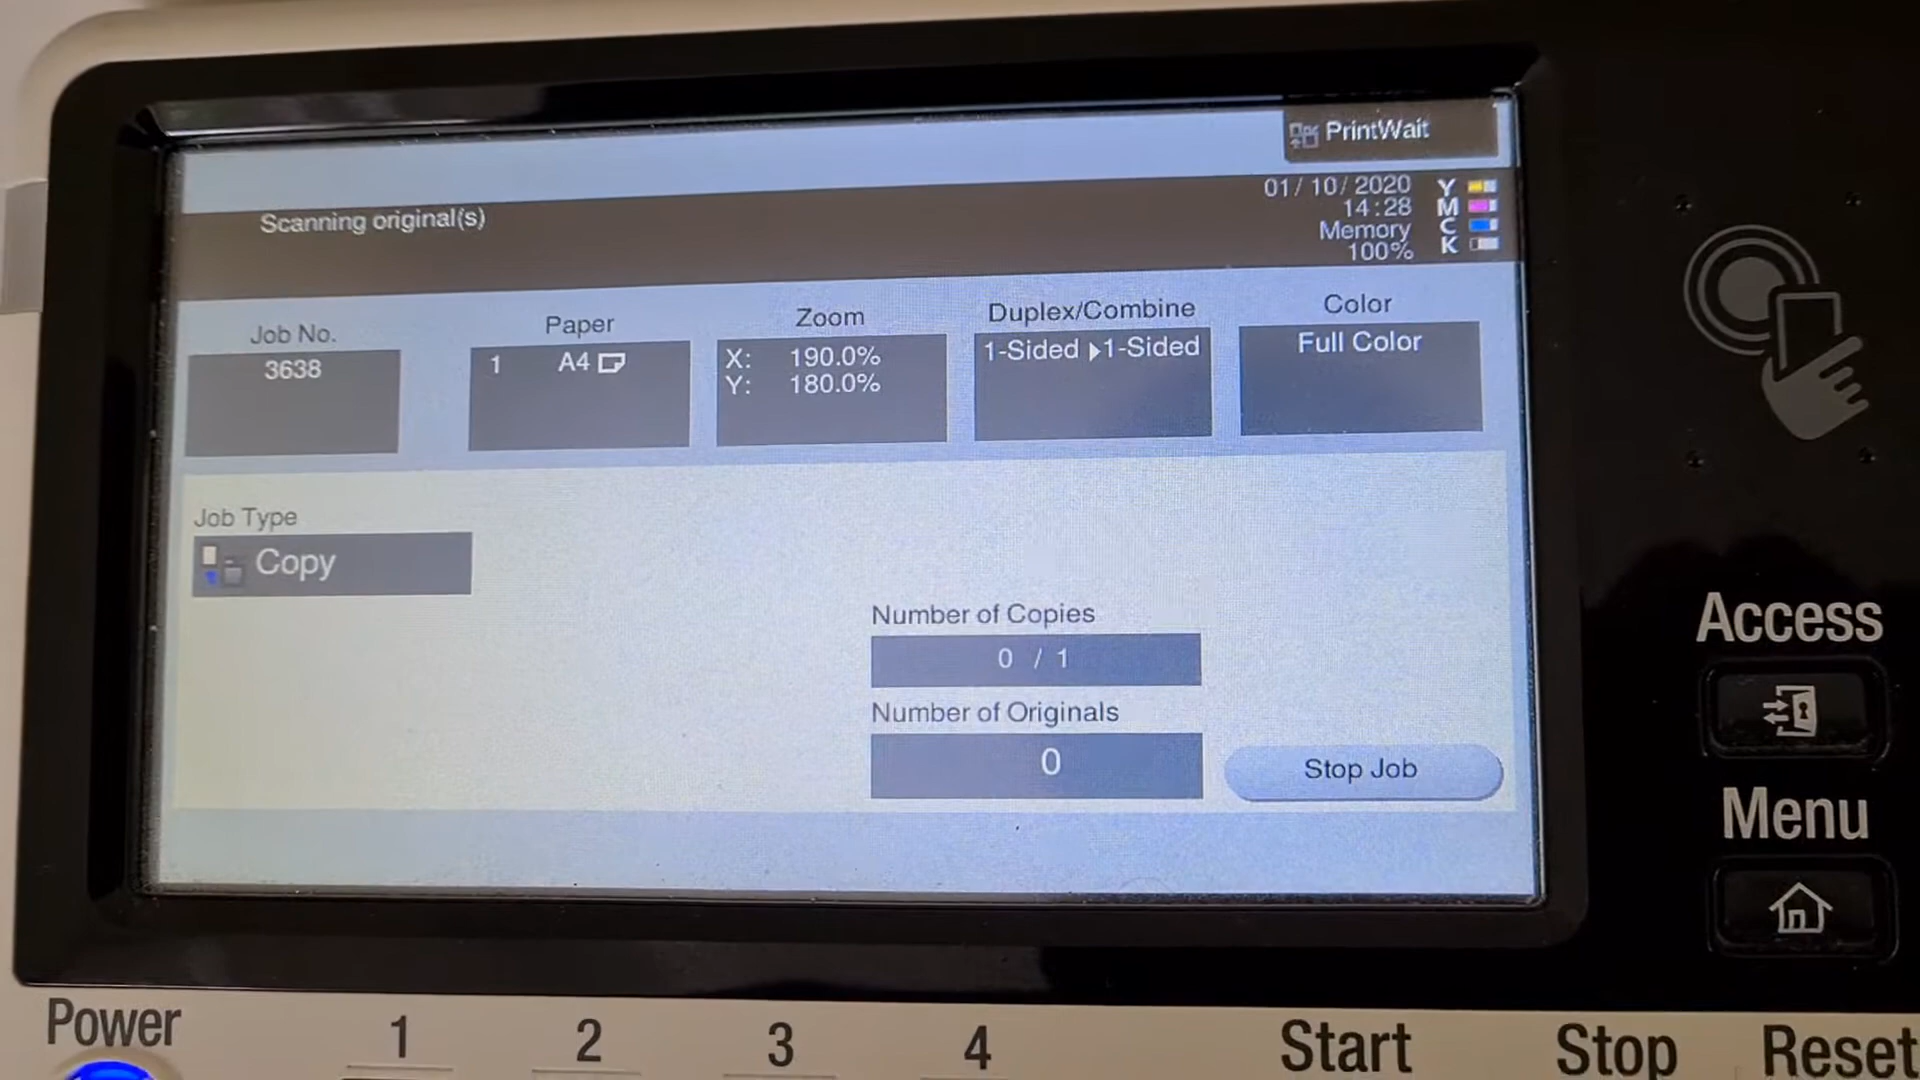 PrintWait
Scanning original(s)
01/10/2020
14:28
Memory
100%
Y
M
C
K
Job No.
3638
Paper
1 A4
Zoom
X: 190.0%
Y: 180.0%
Duplex/Combine
1-Sided ▸1-Sided
Color
Full Color
Job Type
Copy
Number of Copies
0 / 1
Number of Originals
0
Stop Job
Access
Menu
Power
1
2
3
4
Start
Stop
Reset